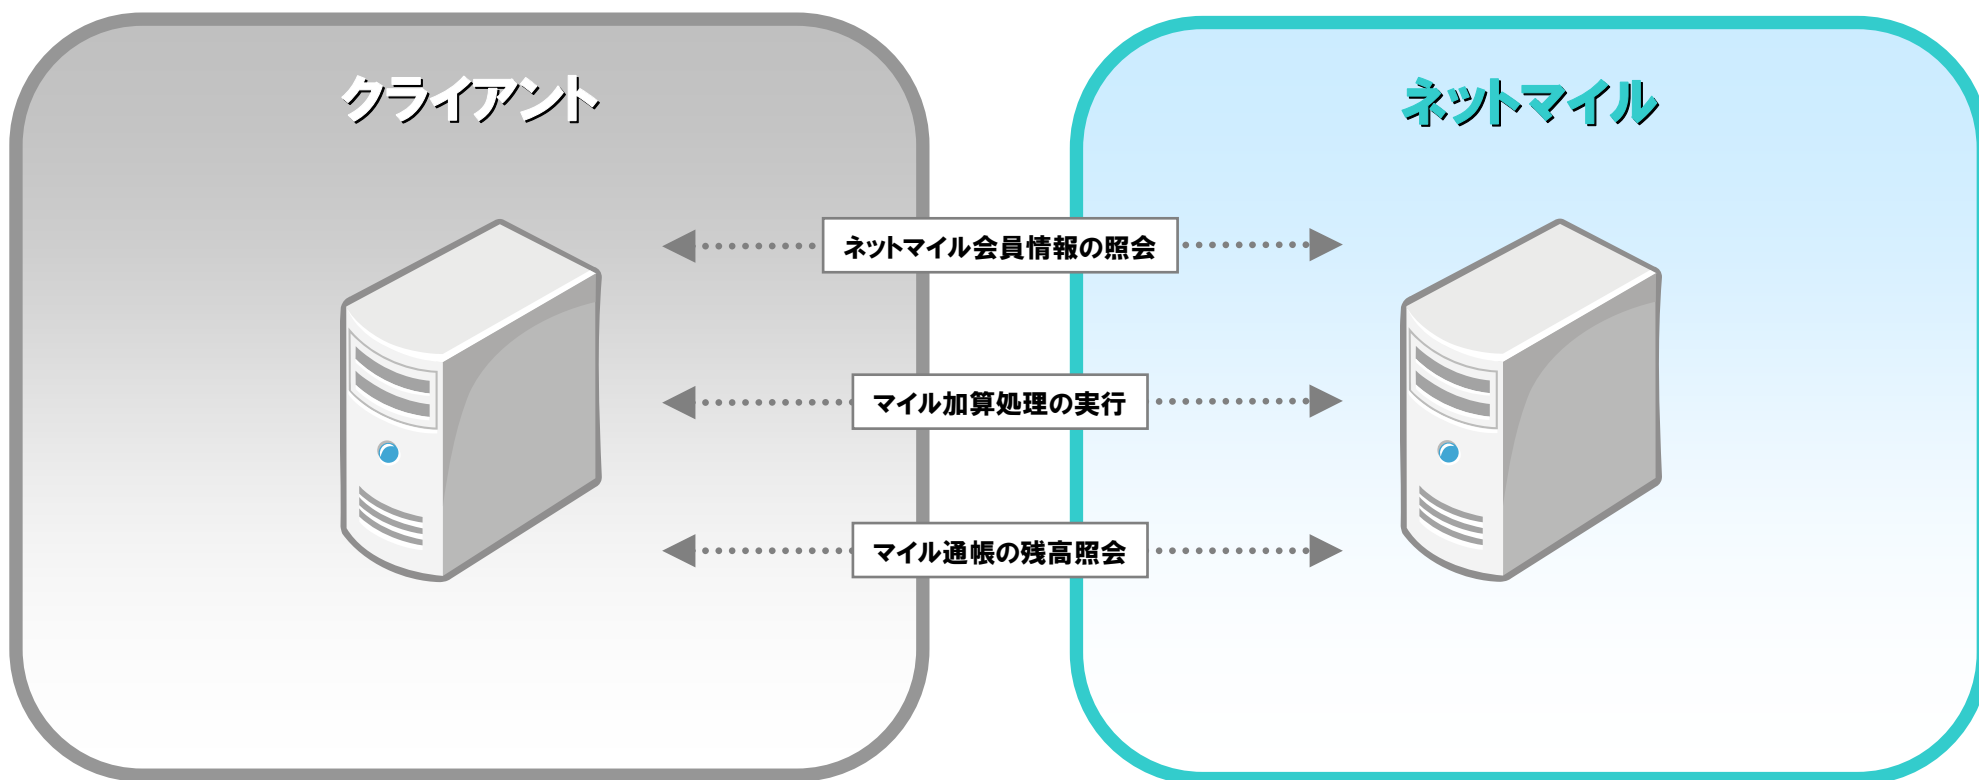 クライアント
ネットマイル
ネットマイル会員情報の照会
マイル加算処理の実行
マイル通帳の残高照会